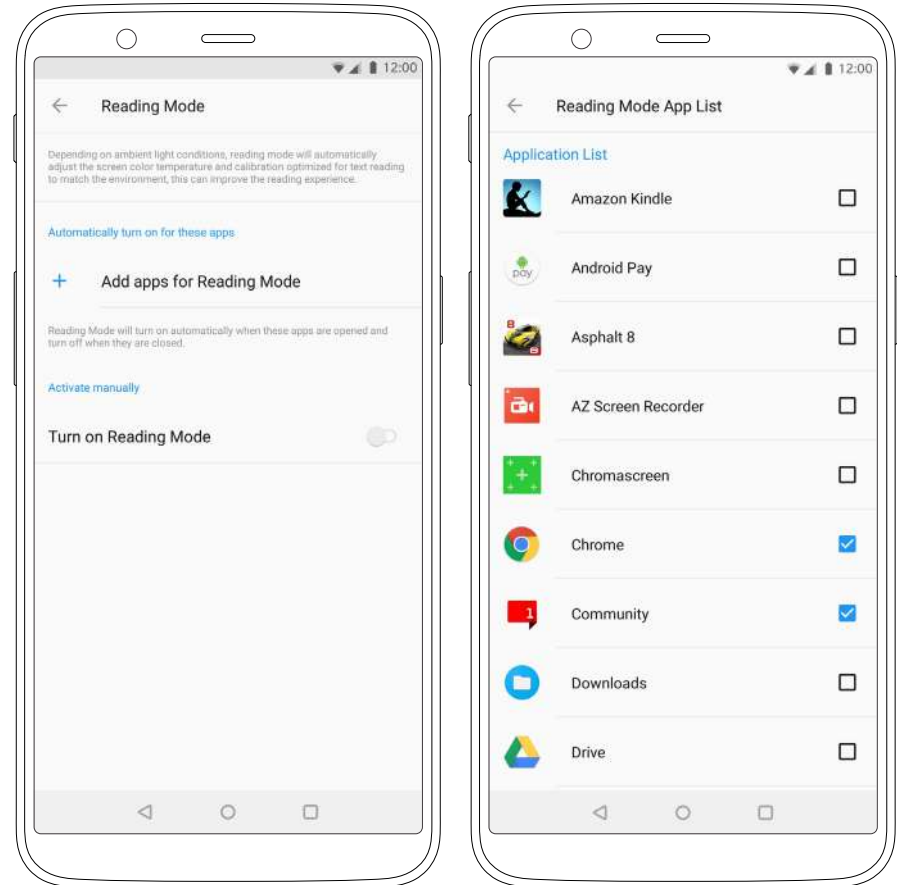 12:00
Reading Mode
Depending on ambient light conditions, reading mode will automatically
adjust the screen color temperature and calibration optimized for text reading
to match the environment, this can improve the reading experience.
Automatically turn on for these apps
+ Add apps for Reading Mode
Reading Mode will turn on automatically when these apps are opened and
turn off when they are closed.
Activate manually
Turn on Reading Mode
12:00
Reading Mode App List
Application List
Amazon Kindle
pay
Android Pay
8
8
Asphalt 8
AZ Screen Recorder
Chromascreen
Chrome
1
Community
Downloads
Drive